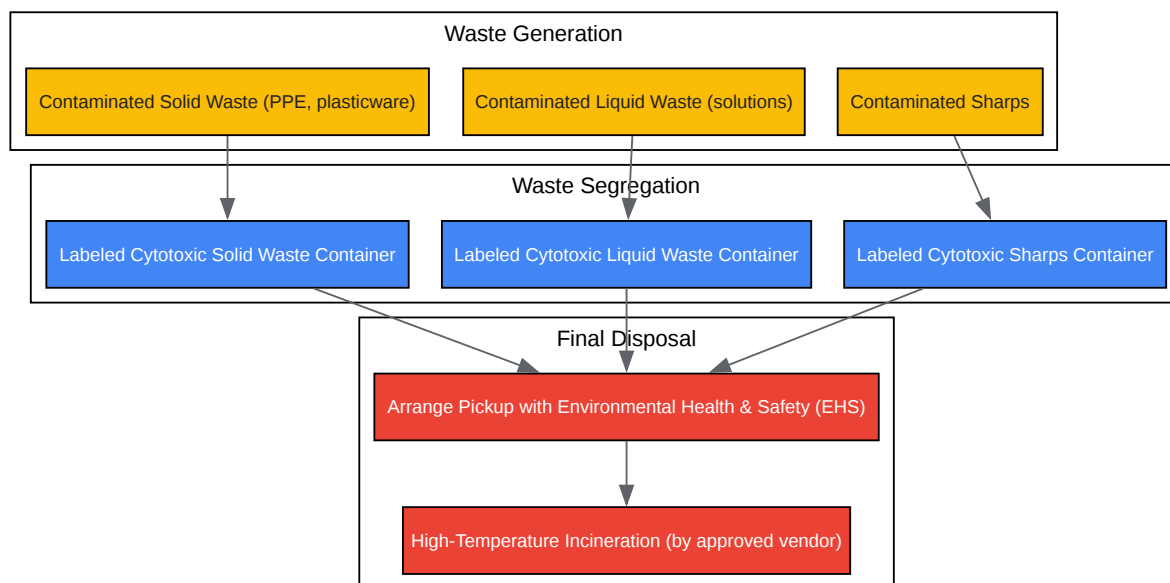 Waste Generation
Contaminated Solid Waste (PPE, plasticware)
Contaminated Liquid Waste (solutions)
Contaminated Sharps
Waste Segregation
Labeled Cytotoxic Solid Waste Container
Labeled Cytotoxic Liquid Waste Container
Labeled Cytotoxic Sharps Container
Final Disposal
Arrange Pickup with Environmental Health & Safety (EHS)
High-Temperature Incineration (by approved vendor)